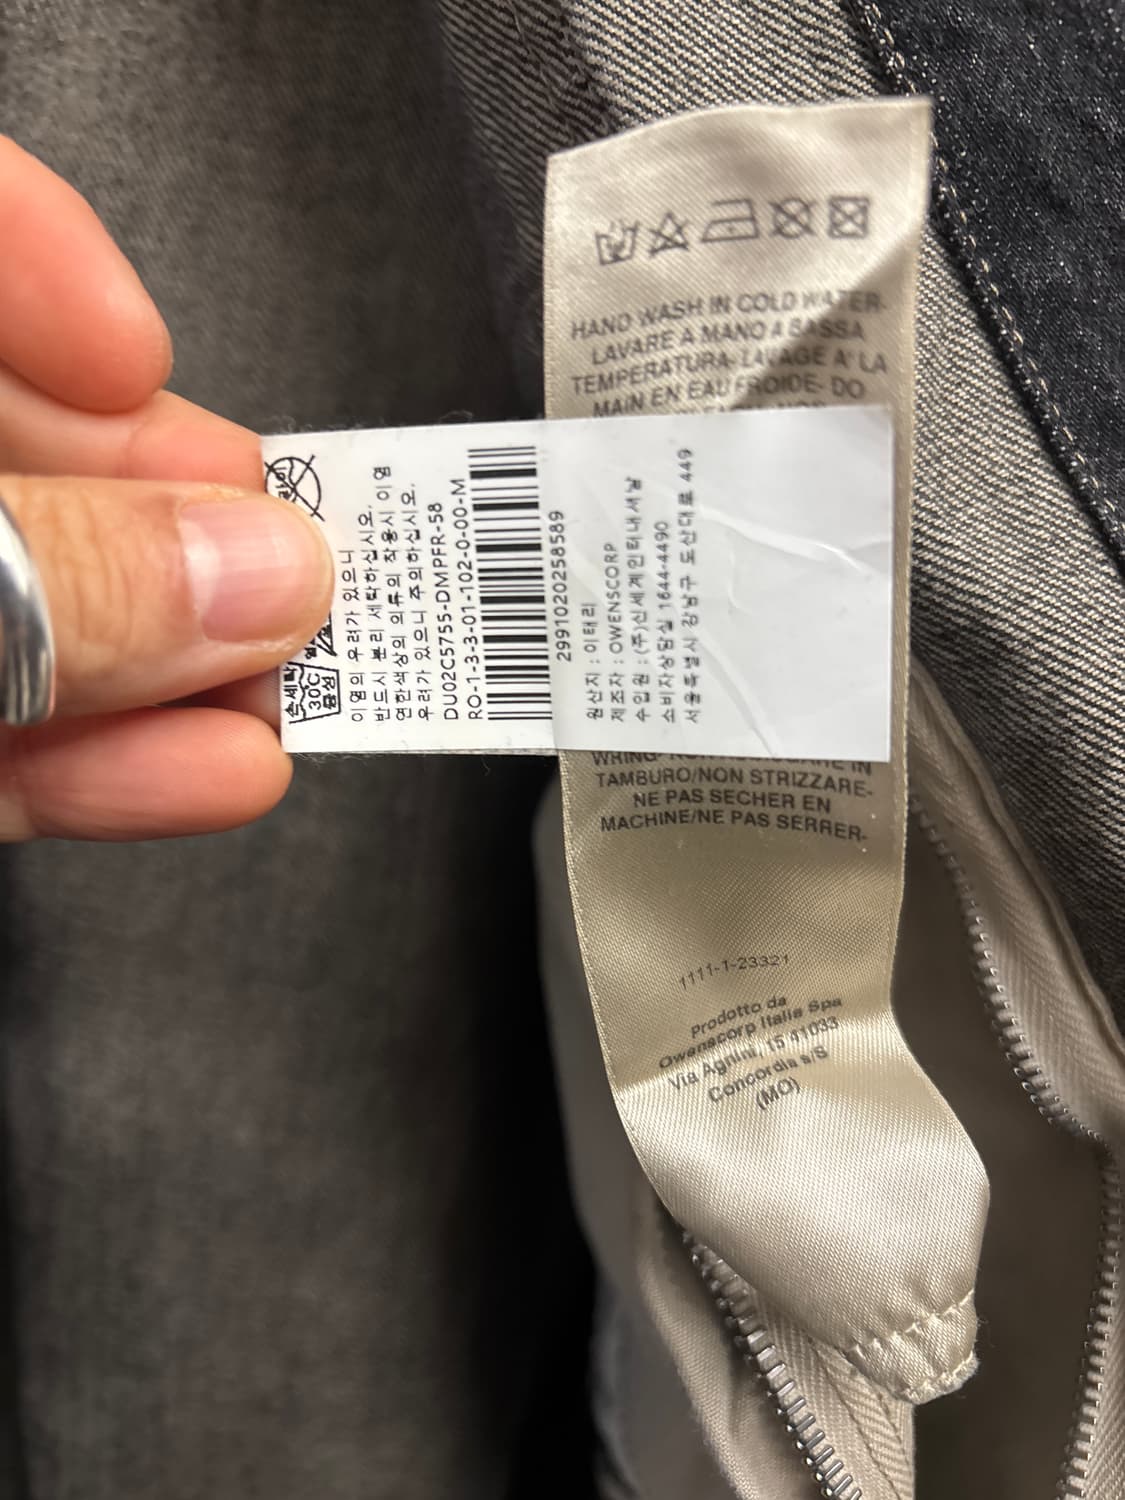 HAND WASH IN COLD WATER-
LAVARE A MANO A BASSA
TEMPERATURA-LAVAGE A' LA
MAIN EN EAU FROIDE- DO
손세탁
30℃
중성
이염의 우려가 있으니
반드시 분리 세탁하십시오.
연한색상의 의류의 착용시 이염
우려가 있으니 주의하십시오.
DU02C5755-DMPFR-58
RO-1-3-3-01-102-0-00-M
2991020258589
원산지 : 이태리
제조자 : OWENSCORP
수입원 : (주)신세계인터내셔날
소비자상담실 1644-4490
서울특별시 강남구 도산대로 449
WRING-
IN
TAMBURO/NON STRIZZARE-
NE PAS SECHER EN
MACHINE/NE PAS SERRER-
1111-1-23321
Prodotto da
Owenscorp Italia Spa
Via Agnini, 15 41033
Concordia s/S
(MO)